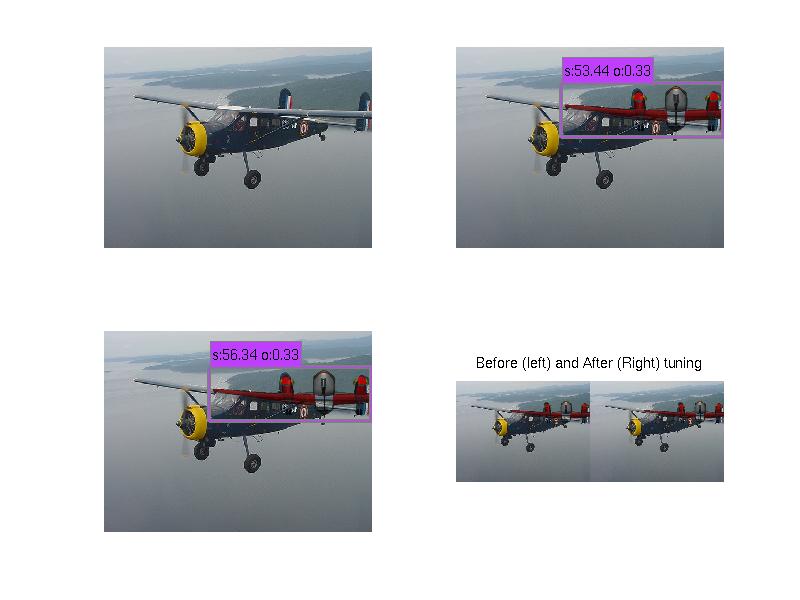 s:53.44 o:0.33
s:56.34 o:0.33
Before (left) and After (Right) tuning